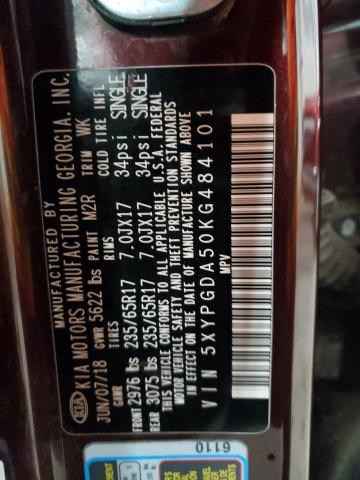 MANUFACTURED BY
KIA KIA MOTORS MANUFACTURING GEORGIA, INC.
JUN/07/18 GVWR 5622 lbs PAINT M2R TRIM WK
GAWR TIRES RIMS COLD TIRE INFL
FRONT 2976 lbs 235/65R17 7.0JX17 34psi SINGLE
REAR 3075 lbs 235/65R17 7.0JX17 34psi SINGLE
THIS VEHICLE CONFORMS TO ALL APPLICABLE U.S.A. FEDERAL
MOTOR VEHICLE SAFETY AND THEFT PREVENTION STANDARDS
IN EFFECT ON THE DATE OF MANUFACTURE SHOWN ABOVE
VIN 5XYPGDA50KG484101
MPV
6110